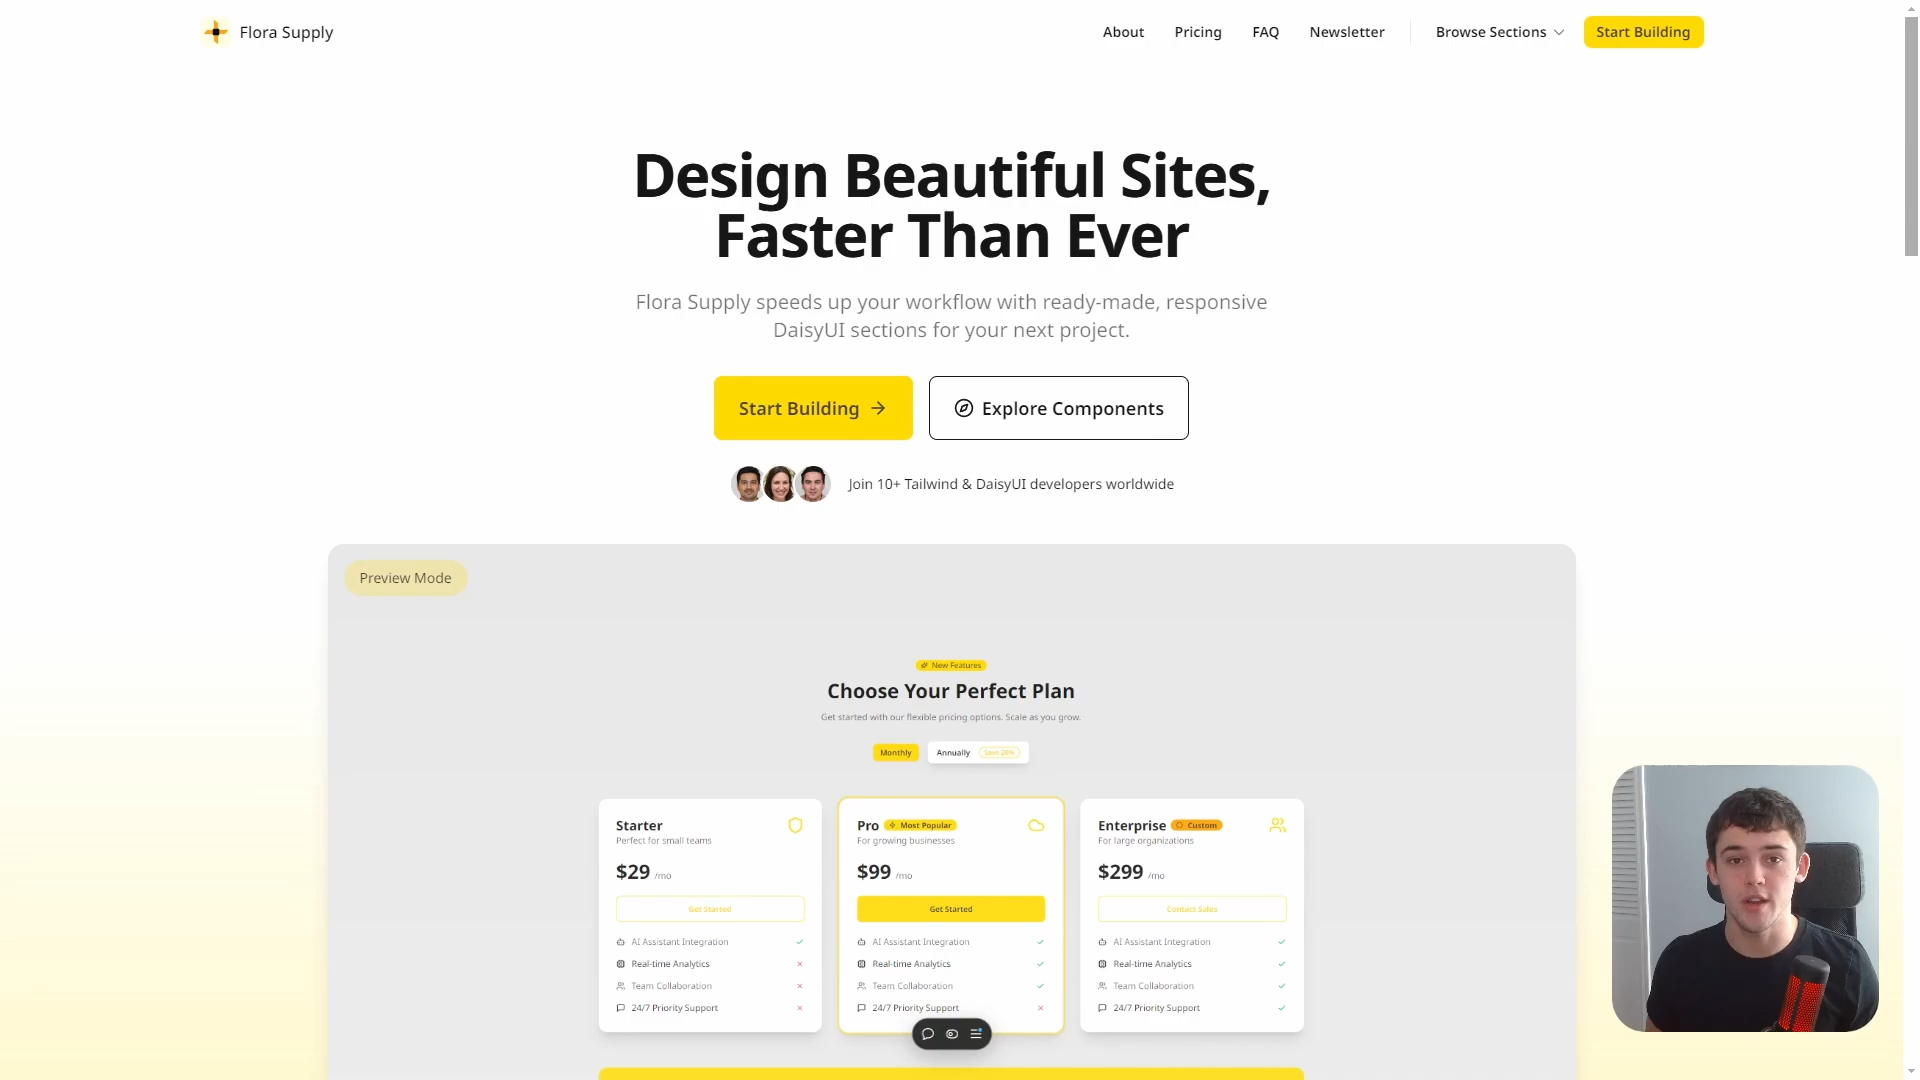 Flora Supply
About
Pricing
FAQ
Newsletter
Browse Sections
Start Building
Design Beautiful Sites,
Faster Than Ever
Flora Supply speeds up your workflow with ready-made, responsive
DaisyUI sections for your next project.
Start Building
Explore Components
Join 10+ Tailwind & DaisyUI developers worldwide
Preview Mode
New Features
Choose Your Perfect Plan
Get started with our flexible pricing options. Scale as you grow.
Monthly
Annually
Save 20%
Starter
Perfect for small teams
$29 /mo
Get Started
AI Assistant Integration
Real-time Analytics
Team Collaboration
24/7 Priority Support
Pro
Most Popular
For growing businesses
$99 /mo
Get Started
AI Assistant Integration
Real-time Analytics
Team Collaboration
24/7 Priority Support
Enterprise
Custom
For large organizations
$299 /mo
Contact Sales
AI Assistant Integration
Real-time Analytics
Team Collaboration
24/7 Priority Support